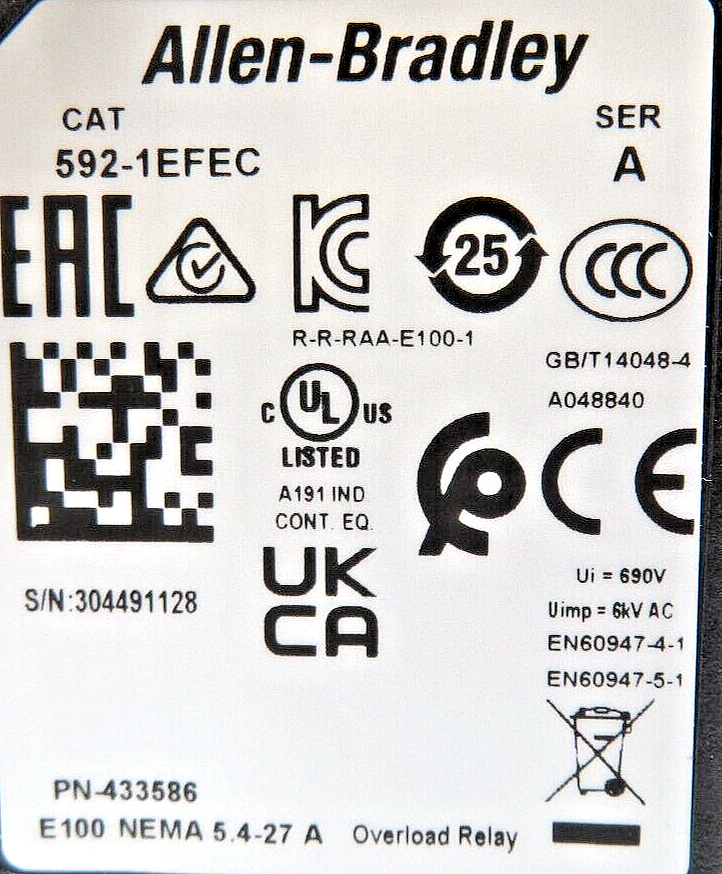 Allen-Bradley
CAT
SER
592-1EFEC
A
EAC
KC
25
CCC
R-R-RAA-E100-1
GB/T14048-4
A048840
C UL US
LISTED
A191 IND
CONT. EQ.
CE
UK
CA
Ui = 690V
S/N:304491128
Uimp = 6kV AC
EN60947-4-1
EN60947-5-1
PN-433586
E100 NEMA 5.4-27 A Overload Relay